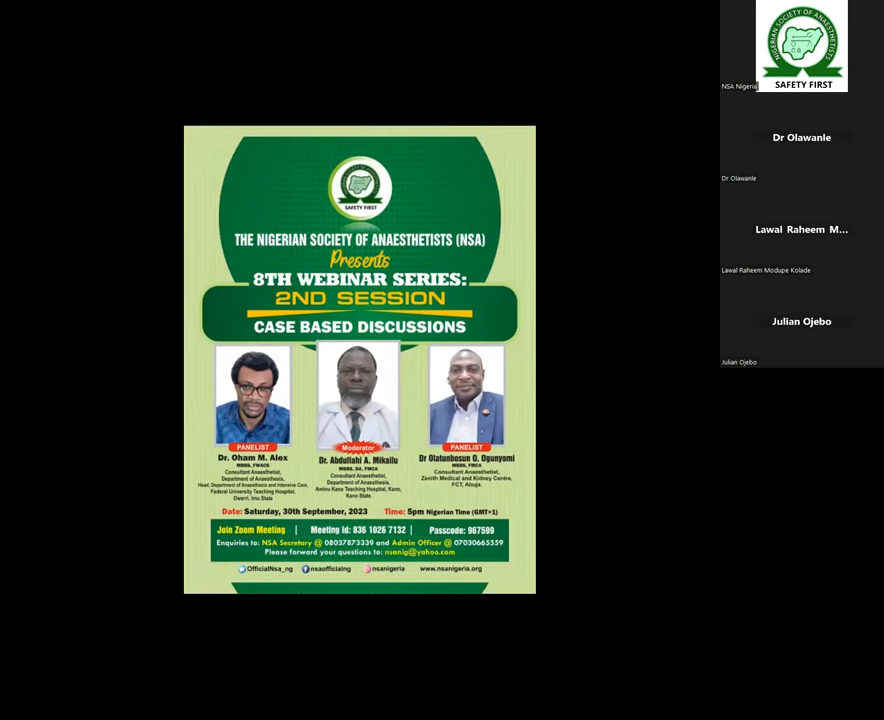 NIGERIAN SOCIETY OF ANAESTHETISTS
SAFETY FIRST
NSA Nigeria
Dr Olawanle
Dr Olawanle
Lawal Raheem M...
Lawal Raheem Modupe Kolade
Julian Ojebo
Julian Ojebo
SAFETY FIRST
THE NIGERIAN SOCIETY OF ANAESTHETISTS (NSA)
Presents
8TH WEBINAR SERIES:
2ND SESSION
CASE BASED DISCUSSIONS
PANELIST
Dr. Oham M. Alex
MBBS, FWACS
Consultant Anaesthetist,
Department of Anaesthesia,
Head, Department of Anaesthesia and Intensive Care,
Federal University Teaching Hospital,
Owerri, Imo State
Moderator
Dr. Abdullahi A. Mikailu
MBBS, DA, FMCA
Consultant Anaesthetist,
Department of Anaesthesia,
Aminu Kano Teaching Hospital, Kano,
Kano State
PANELIST
Dr Olatunbosun O. Ogunyomi
MBBS, FMCA
Consultant Anaesthetist,
Zenith Medical and Kidney Centre,
FCT, Abuja.
Date: Saturday, 30th September, 2023 Time: 5pm Nigerian Time (GMT+1)
Join Zoom Meeting | Meeting Id: 836 1026 7132 | Passcode: 967599
Enquiries to: NSA Secretary @ 08037873339 and Admin Officer @ 07030665559
Please forward your questions to: nsanig@yahoo.com
OfficialNsa_ng nsaofficialng nsanigeria www.nsanigeria.org